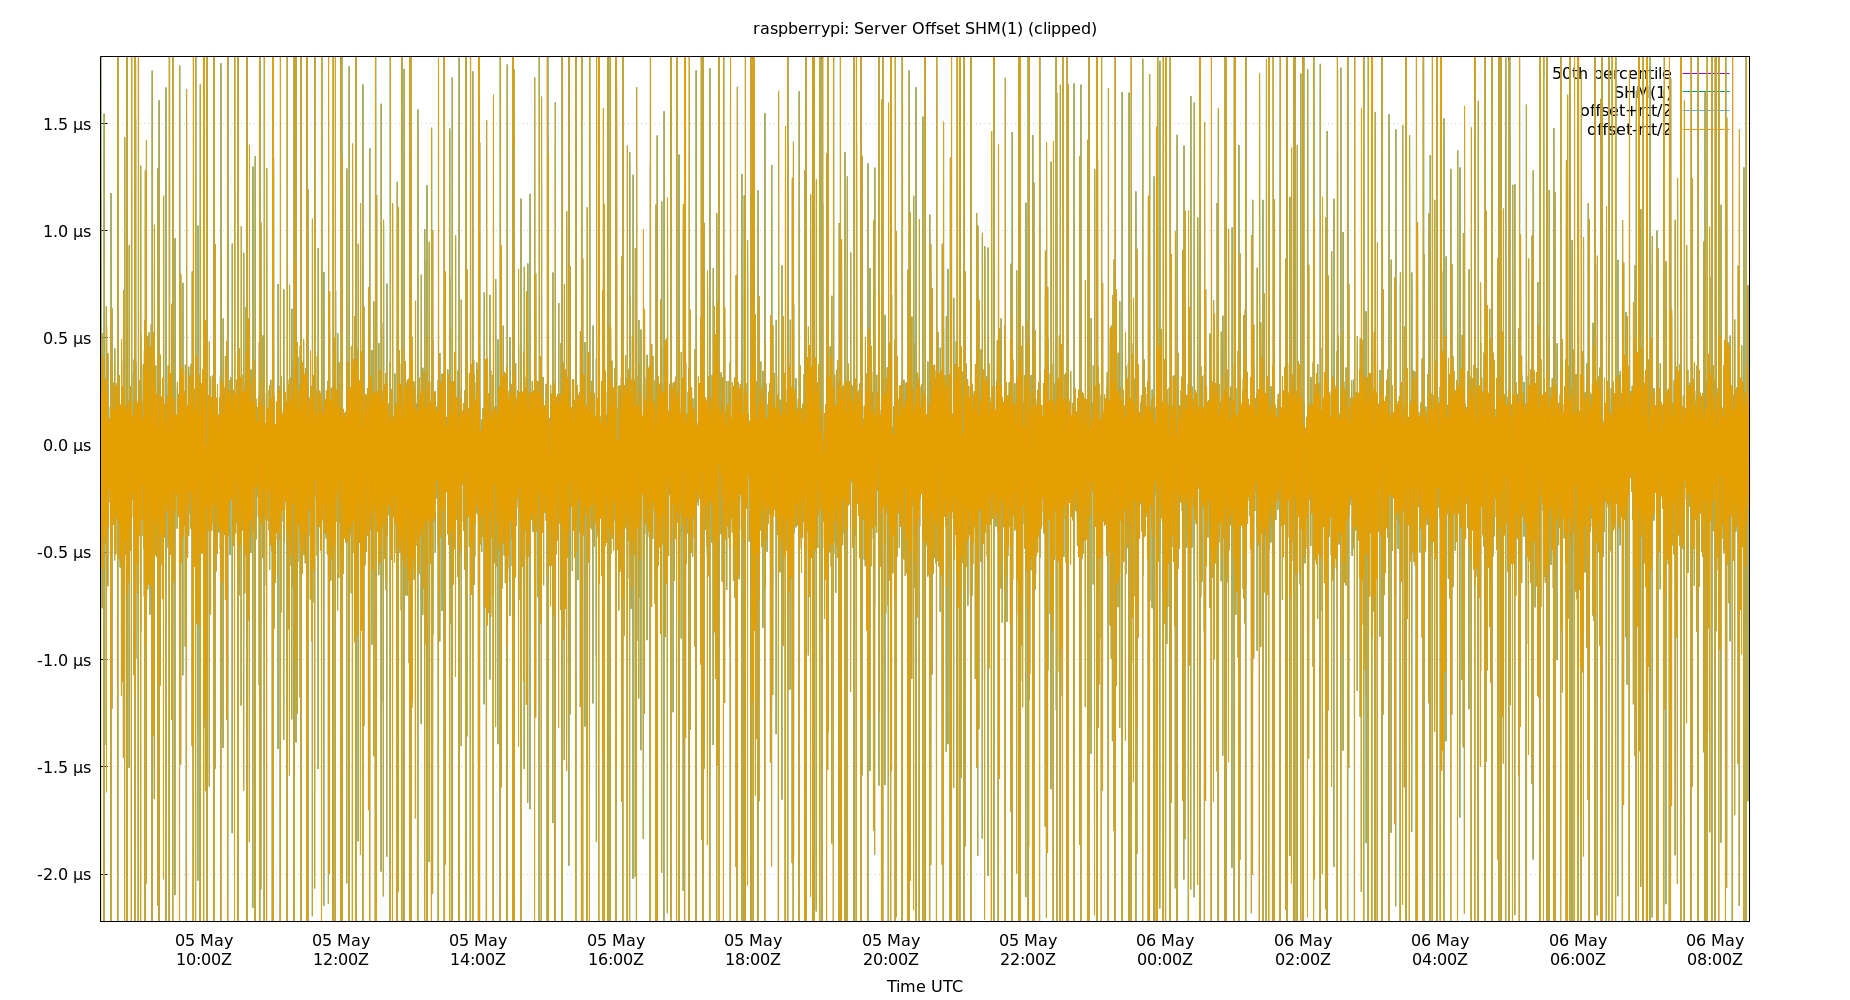 raspberrypi: Server Offset SHM(1) (clipped)
50th percentile
SHM(1)
offset+rtt/2
offset-rtt/2
1.5 µs
1.0 µs
0.5 µs
0.0 µs
-0.5 µs
-1.0 µs
-1.5 µs
-2.0 µs
05 May 05 May 05 May 05 May 05 May 05 May 05 May 06 May 06 May 06 May 06 May 06 May
10:00Z 12:00Z 14:00Z 16:00Z 18:00Z 20:00Z 22:00Z 00:00Z 02:00Z 04:00Z 06:00Z 08:00Z
Time UTC